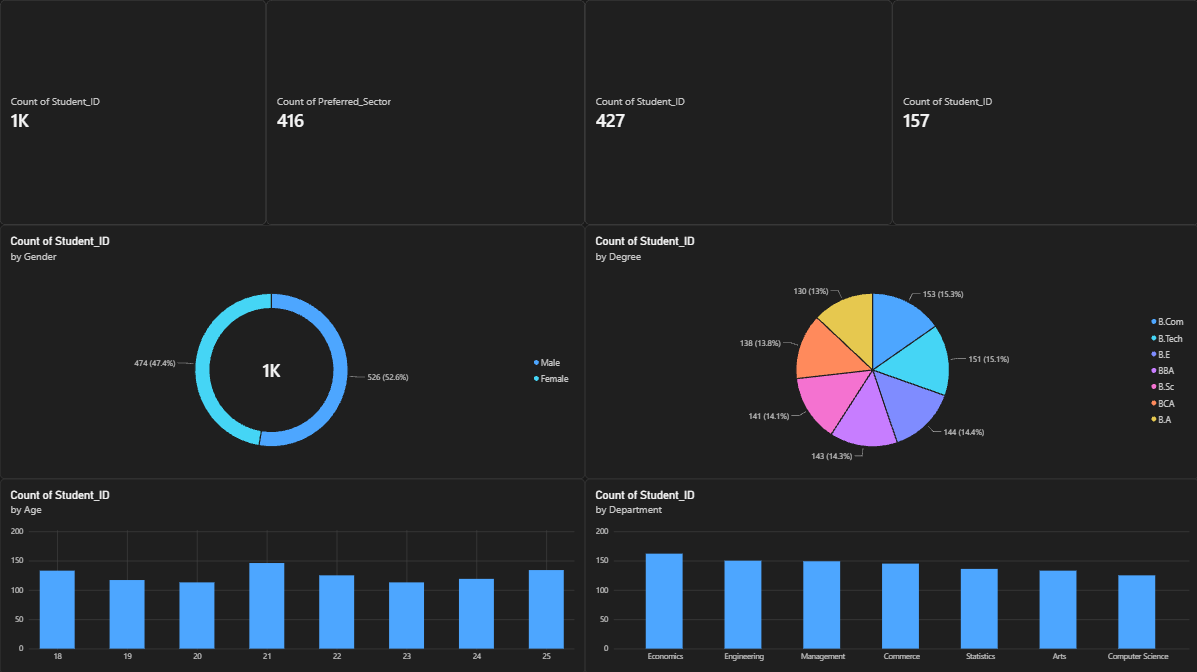 Count of Student_ID
1K
Count of Preferred_Sector
416
Count of Student_ID
427
Count of Student_ID
157
Count of Student_ID
by Gender
474 (47.4%)
1K
526 (52.6%)
Male
Female
Count of Student_ID
by Degree
130 (13%)
153 (15.3%)
138 (13.8%)
151 (15.1%)
141 (14.1%)
144 (14.4%)
143 (14.3%)
B.Com
B.Tech
B.E
BBA
B.Sc
BCA
B.A
Count of Student_ID
by Age
200
150
100
50
0
18 19 20 21 22 23 24 25
Count of Student_ID
by Department
200
150
100
50
0
Economics Engineering Management Commerce Statistics Arts Computer Science